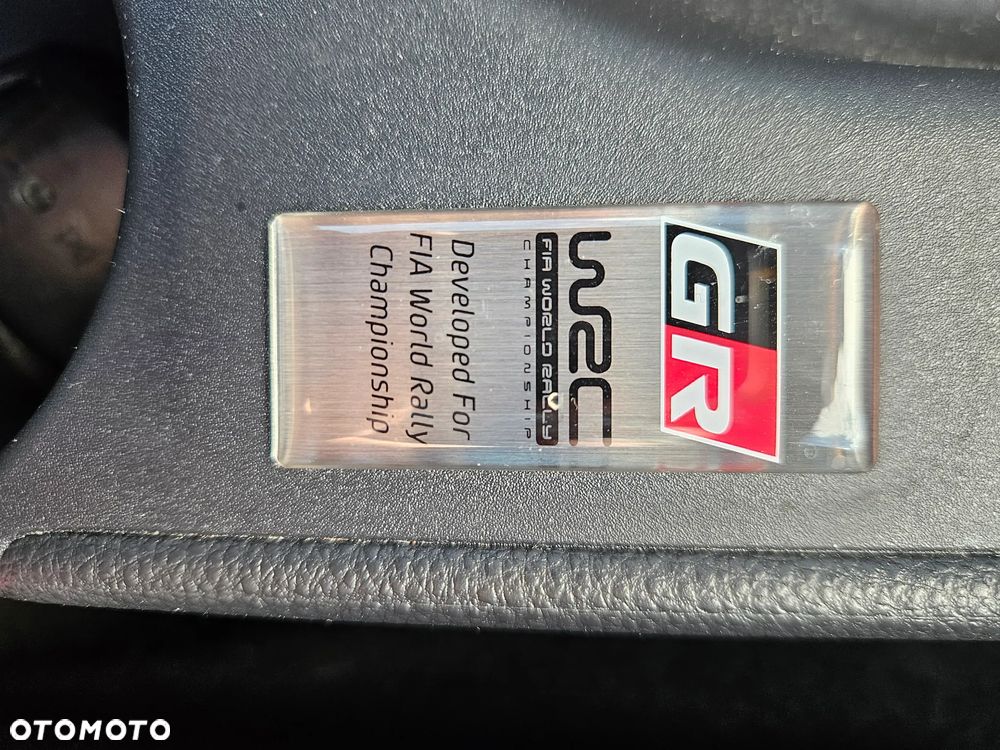 GR
WRC
FIA WORLD RALLY
CHAMPIONSHIP
Developed For
FIA World Rally
Championship
OTOMOTO